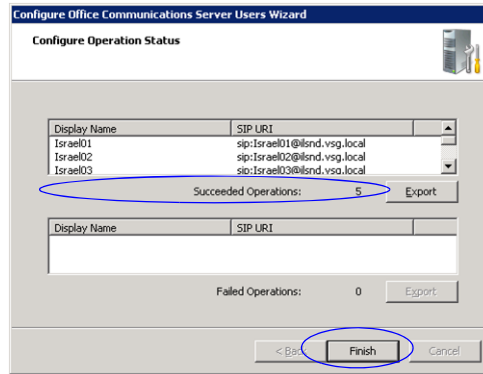 Configure Office Communications Server Users Wizard
Configure Operation Status
Display Name SIP URI
Israel01 sip:Israel01@ilsnd.vsg.local
Israel02 sip:Israel02@ilsnd.vsg.local
Israel03 sip:Israel03@ilsnd.vsg.local
Succeeded Operations: 5 Export
Display Name SIP URI
Failed Operations: 0 Export
< Back Finish Cancel